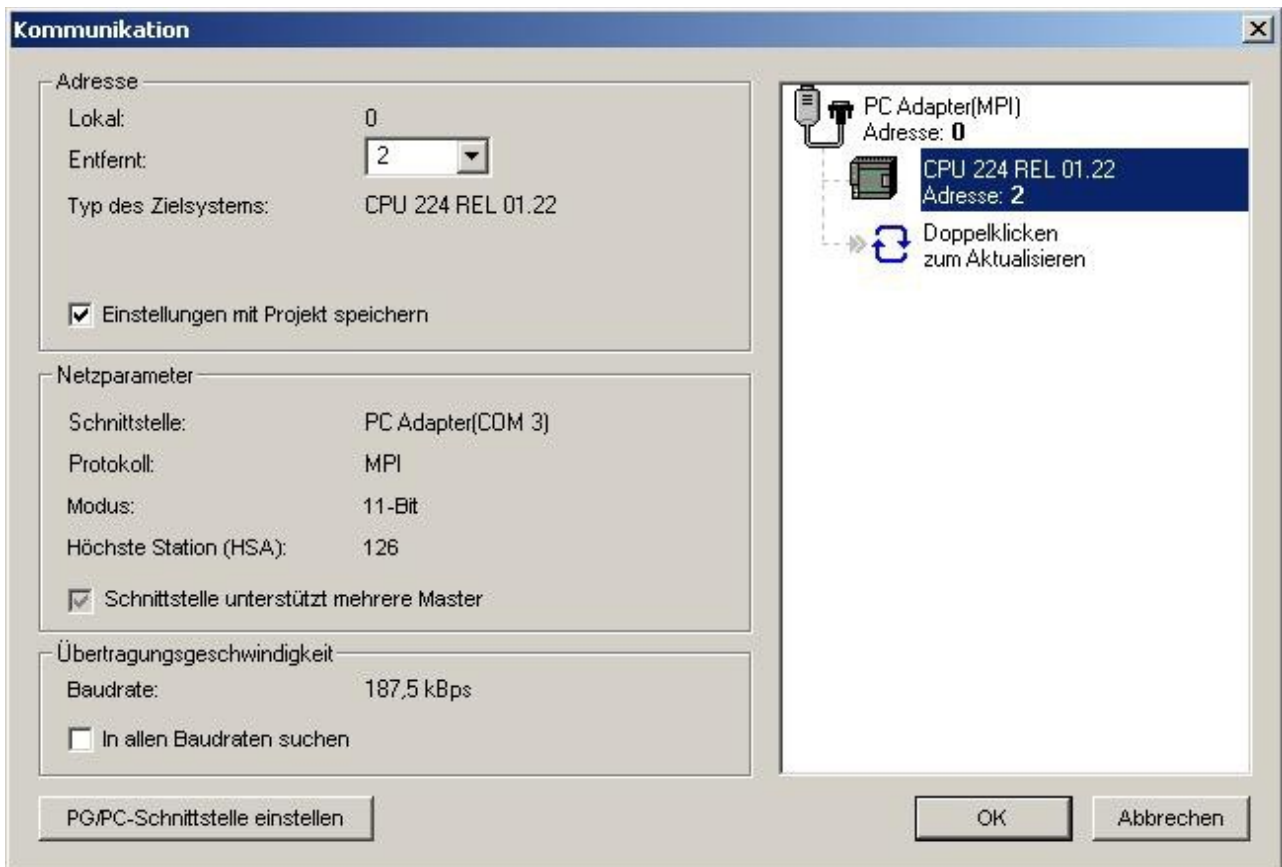 Kommunikation
Adresse
Lokal: 0
Entfernt: 2
Typ des Zielsystems: CPU 224 REL 01.22
Einstellungen mit Projekt speichern
Netzparameter
Schnittstelle: PC Adapter(COM 3)
Protokoll: MPI
Modus: 11-Bit
Höchste Station (HSA): 126
Schnittstelle unterstützt mehrere Master
Übertragungsgeschwindigkeit
Baudrate: 187,5 kBps
In allen Baudraten suchen
PG/PC-Schnittstelle einstellen
PC Adapter(MPI)
Adresse: 0
CPU 224 REL 01.22
Adresse: 2
Doppelklicken
zum Aktualisieren
OK
Abbrechen